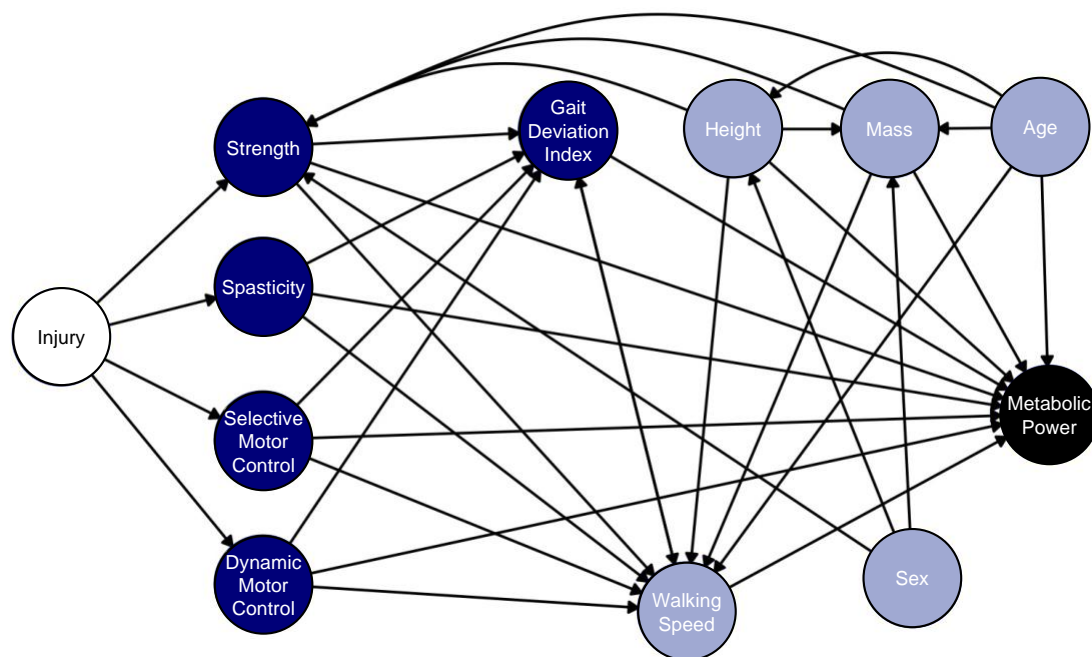 Strength
Gait
Deviation
Index
Height
Mass
Age
Spasticity
Injury
Selective
Motor
Control
Metabolic
Power
Dynamic
Motor
Control
Walking
Speed
Sex